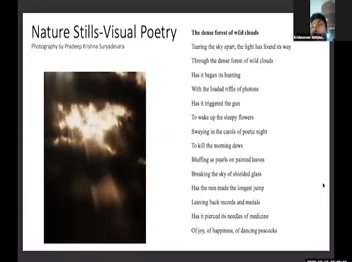 Nature Stills-Visual Poetry
Photography by Pradeep Krishna Suryadevara
The dense forest of wild clouds
Tearing the sky apart, the light has found its way
Through the dense forest of wild clouds
Has it began its hunting
With the loaded riffle of photons
Has it triggered the gun
To wake up the sleepy flowers
Swaying in the carols of poetic night
To kill the morning dews
Bluffing as pearls on painted leaves
Breaking the sky of shielded glass
Has the rain made the longest jump
Leaving back records and medals
Has it pierced its needles of medicine
Of joy, of happiness, of dancing peacocks